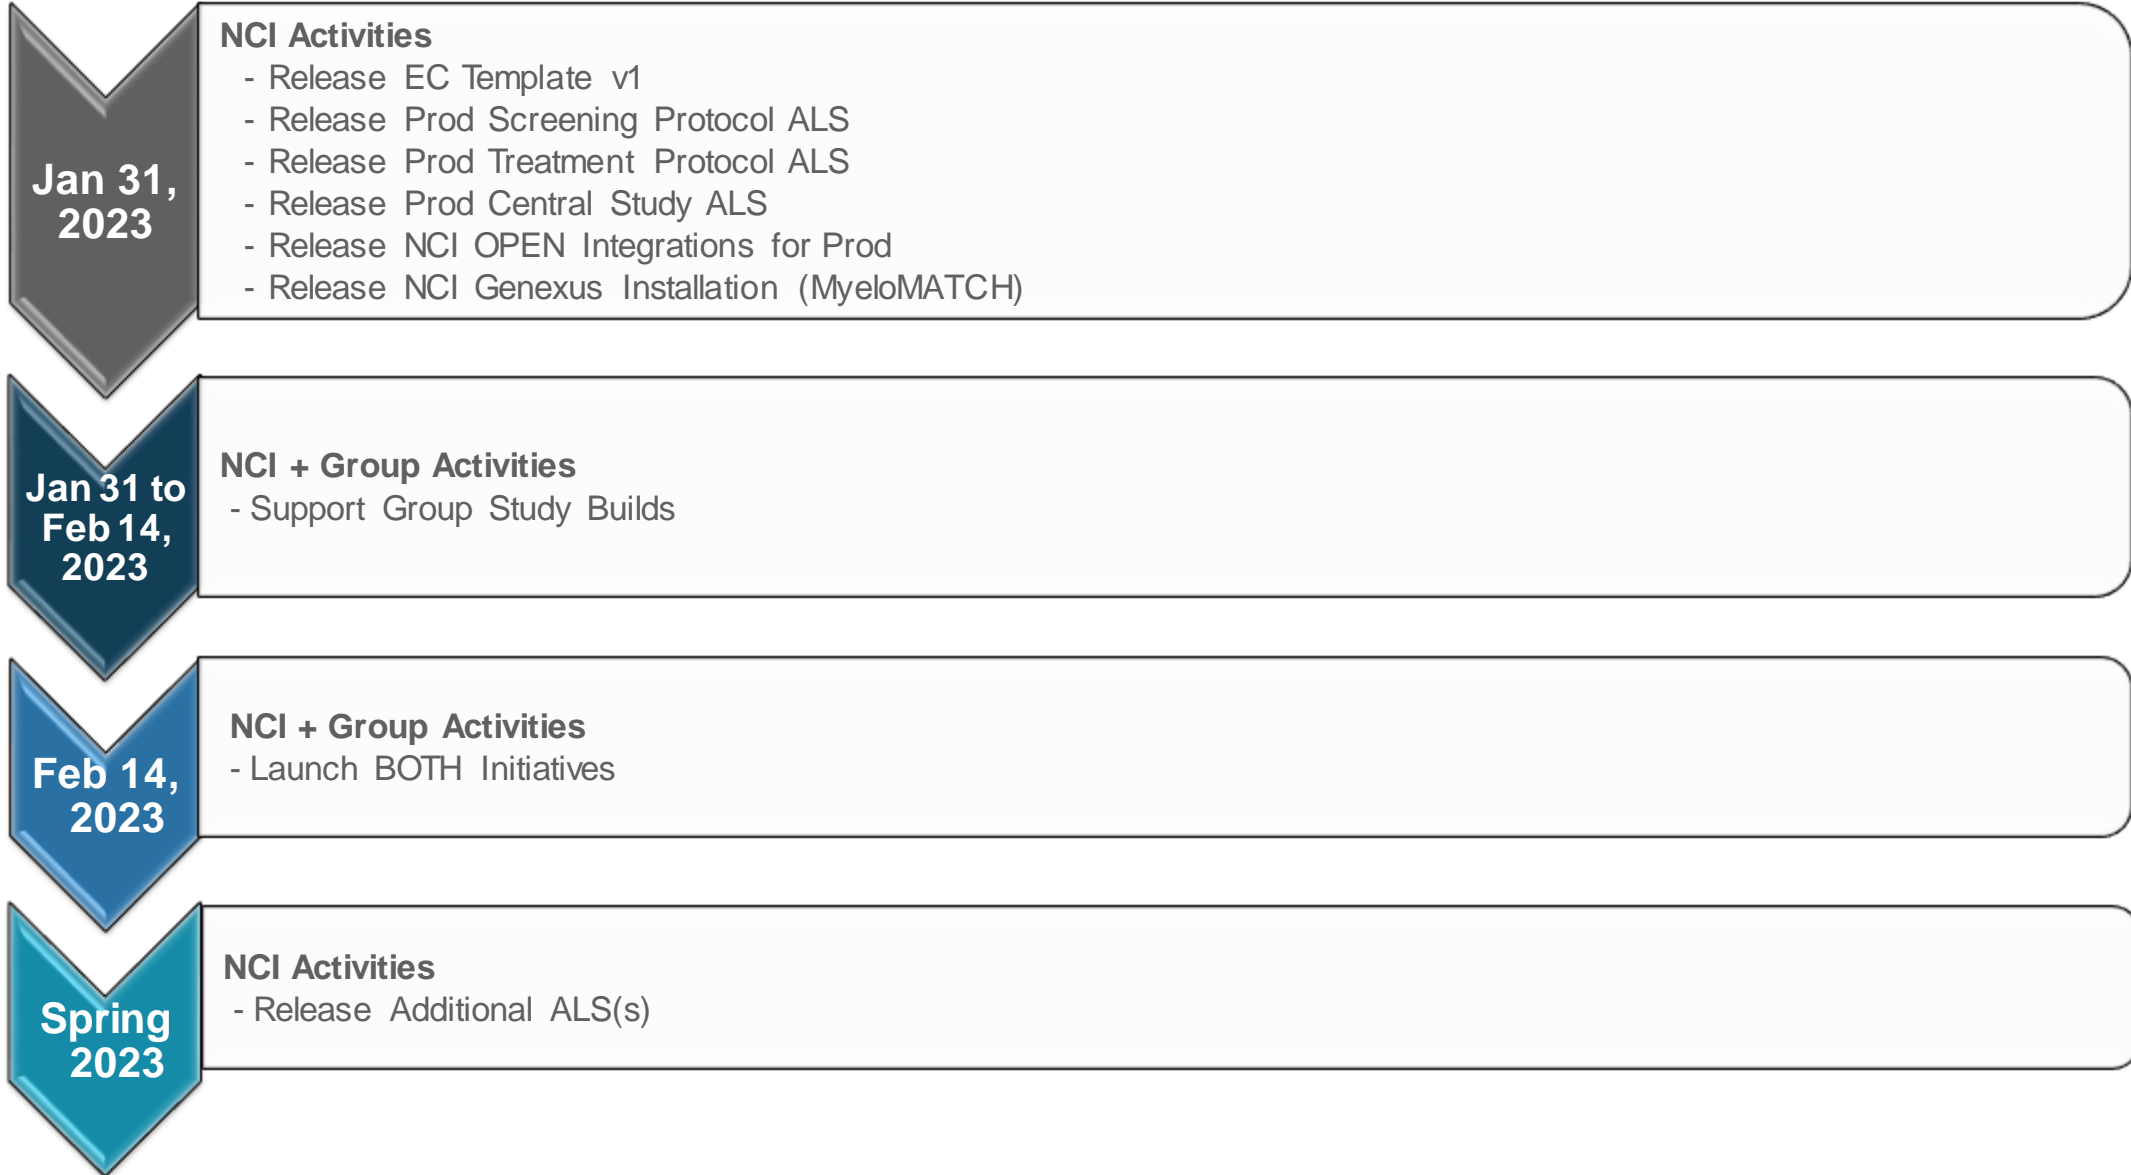 Jan 31,
2023
NCI Activities
- Release EC Template v1
- Release Prod Screening Protocol ALS
- Release Prod Treatment Protocol ALS
- Release Prod Central Study ALS
- Release NCI OPEN Integrations for Prod
- Release NCI Genexus Installation (MyeloMATCH)
Jan 31 to
Feb 14,
2023
NCI + Group Activities
- Support Group Study Builds
Feb 14,
2023
NCI + Group Activities
- Launch BOTH Initiatives
Spring
2023
NCI Activities
- Release Additional ALS(s)